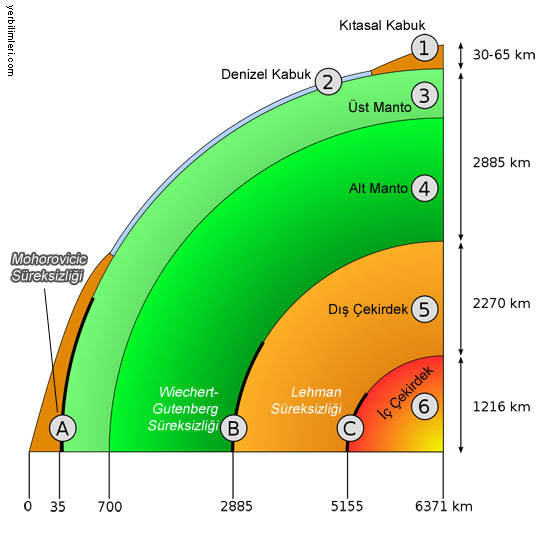 yerbilimleri.com
Kıtasal Kabuk
1
30-65 km
Denizel Kabuk
2
3
Üst Manto
2885 km
Alt Manto
4
Mohorovicic
Süreksizliği
Dış Çekirdek
5
2270 km
İç Çekirdek
6
1216 km
Wiechert-
Gutenberg
Süreksizliği
Lehman
Süreksizliği
A
B
C
0 35 700 2885 5155 6371 km